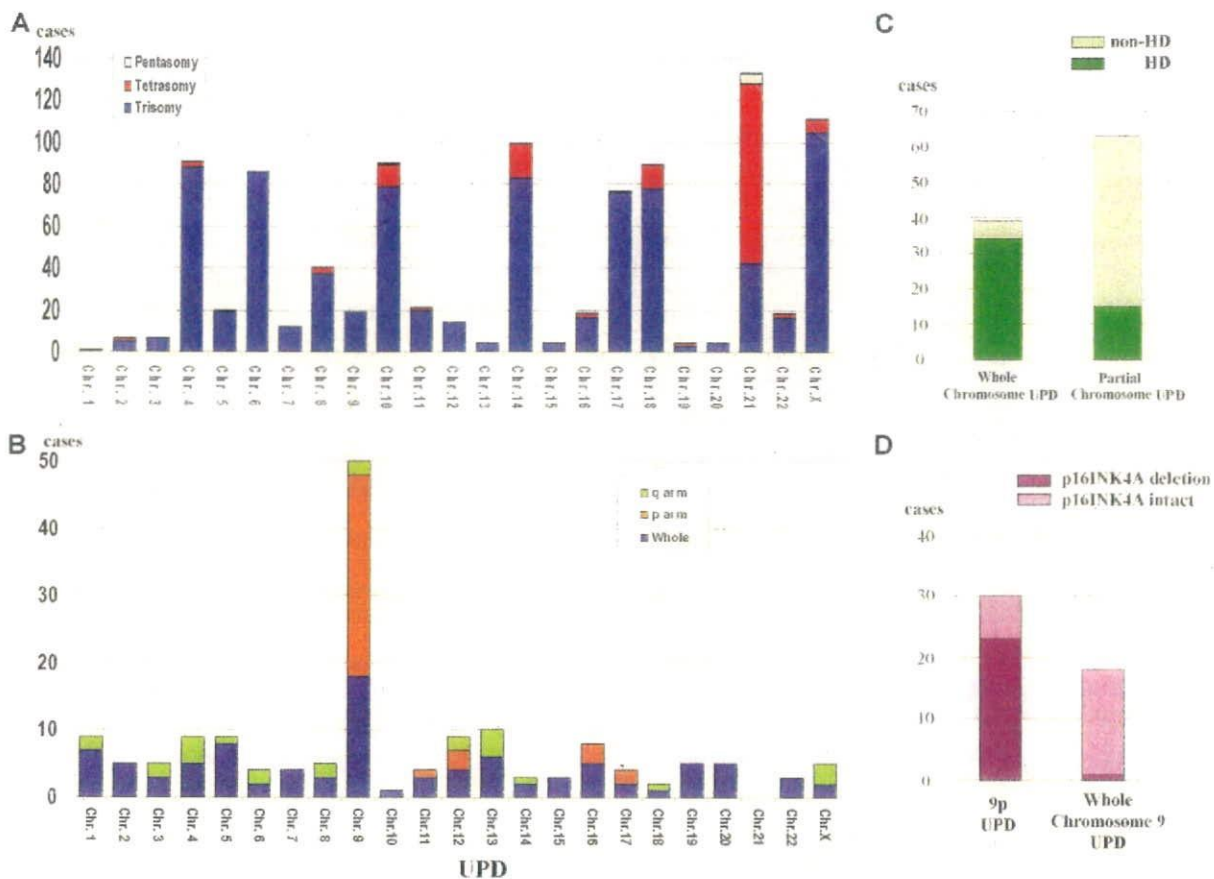 A
cases
140
120
100
80
60
40
20
0
Pentasomy
Tetrasomy
Trisomy
Chr.1
Chr.2
Chr.3
Chr.4
Chr.5
Chr.6
Chr.7
Chr.8
Chr.9
Chr.10
Chr.11
Chr.12
Chr.13
Chr.14
Chr.15
Chr.16
Chr.17
Chr.18
Chr.19
Chr.20
Chr.21
Chr.22
Chr.X
B
cases
50
40
30
20
10
0
q arm
p arm
Whole
Chr. 1
Chr. 2
Chr. 3
Chr. 4
Chr. 5
Chr. 6
Chr. 7
Chr. 8
Chr. 9
Chr.10
Chr.11
Chr.12
Chr.13
Chr.14
Chr.15
Chr.16
Chr.17
Chr.18
Chr.19
Chr.20
Chr.21
Chr.22
Chr.X
UPD
C
non-HD
HD
cases
70
60
50
40
30
20
10
0
Whole
Chromosome UPD
Partial
Chromosome UPD
D
p16INK4A deletion
p16INK4A intact
cases
40
30
20
10
0
9p
UPD
Whole
Chromosome 9
UPD